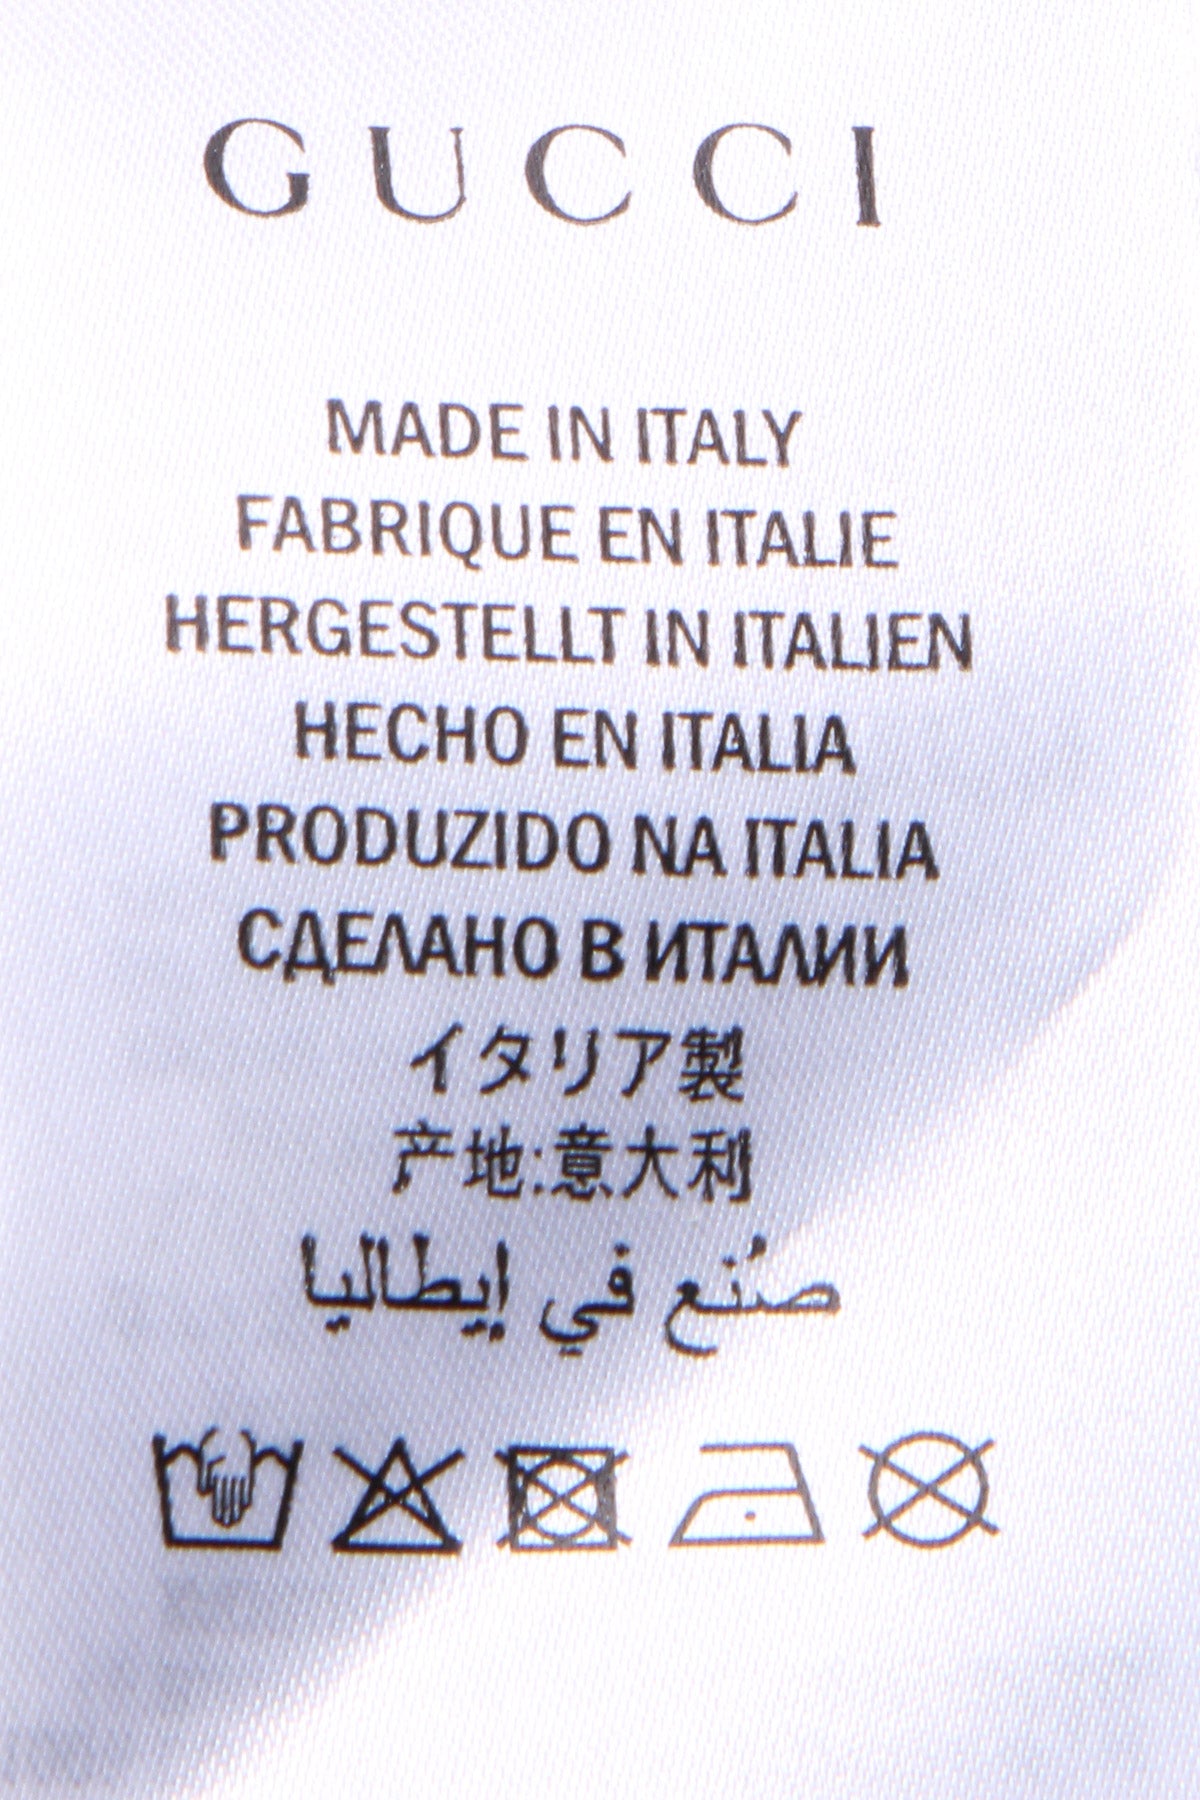 GUCCI
MADE IN ITALY
FABRIQUE EN ITALIE
HERGESTELLT IN ITALIEN
HECHO EN ITALIA
PRODUZIDO NA ITALIA
СДЕЛАНО В ИТАЛИИ
イタリア製
产地:意大利
صُنع في إيطاليا